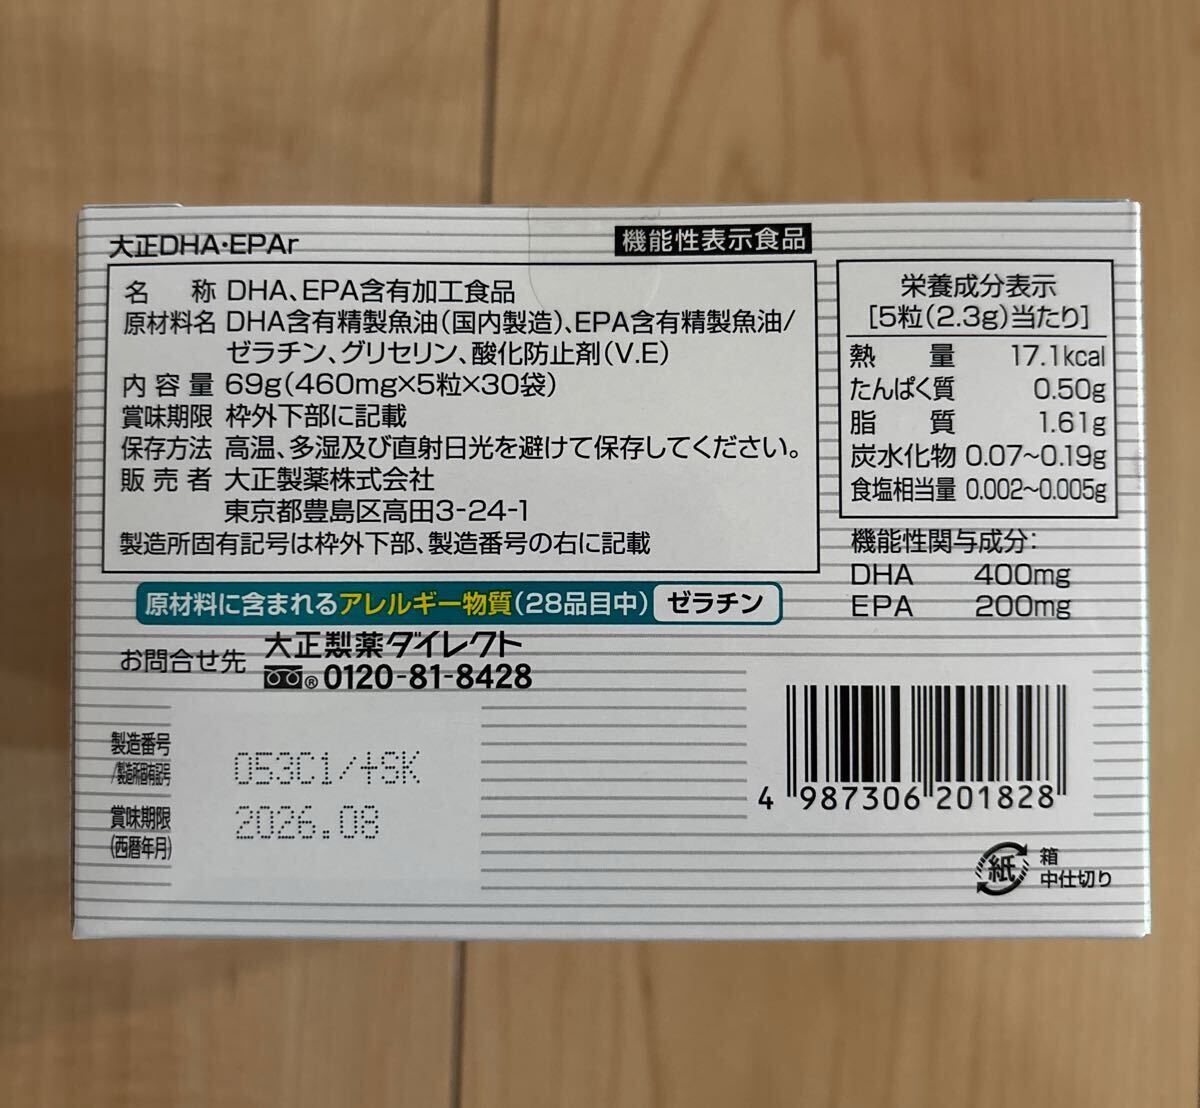 大正DHA・EPAr
機能性表示食品
名称 DHA、EPA含有加工食品
原材料名 DHA含有精製魚油(国内製造)、EPA含有精製魚油/
ゼラチン、グリセリン、酸化防止剤(V.E)
内容量 69g(460mg×5粒×30袋)
賞味期限 枠外下部に記載
保存方法 高温、多湿及び直射日光を避けて保存してください。
販売者 大正製薬株式会社
東京都豊島区高田3-24-1
製造所固有記号は枠外下部、製造番号の右に記載
栄養成分表示
[5粒(2.3g)当たり]
熱量 17.1kcal
たんぱく質 0.50g
脂質 1.61g
炭水化物 0.07~0.19g
食塩相当量 0.002~0.005g
機能性関与成分:
DHA 400mg
EPA 200mg
原材料に含まれるアレルギー物質(28品目中) ゼラチン
お問合せ先 大正製薬ダイレクト
® 0120-81-8428
製造番号
/製造所固有記号
053C1/+SK
賞味期限
(西暦年月)
2026.08
4 987306 201828
紙
箱
中仕切り